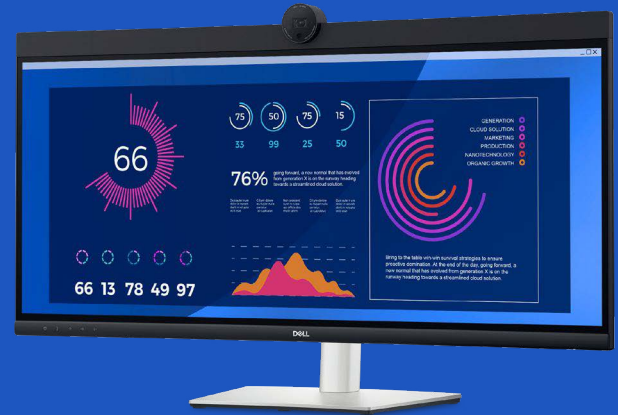 66
66 13 78 49 97
75 50 75 15
33 99 25 50
76%
going forward, a new normal that has evolved
from generation X is on the runway heading
towards a streamlined cloud solution.
GENERATION
CLOUD SOLUTION
MARKETING
PRODUCTION
NANOTECHNOLOGY
ORGANIC GROWTH
Bring to the table win-win survival strategies to ensure
proactive domination. At the end of the day, going forward, a
new normal that has evolved from generation X is on the
runway heading towards a streamlined cloud solution.
DELL